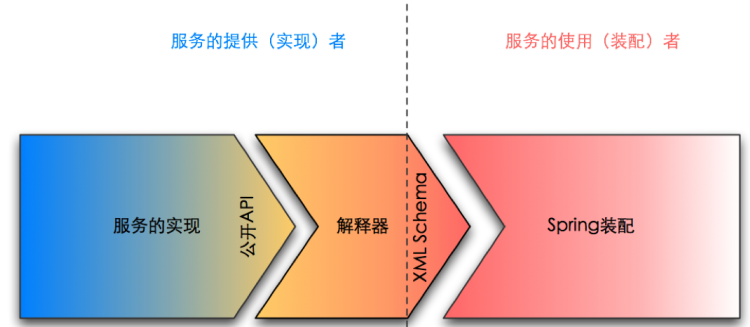 服务的提供（实现）者
服务的使用（装配）者
服务的实现
公开API
解释器
XML Schema
Spring装配